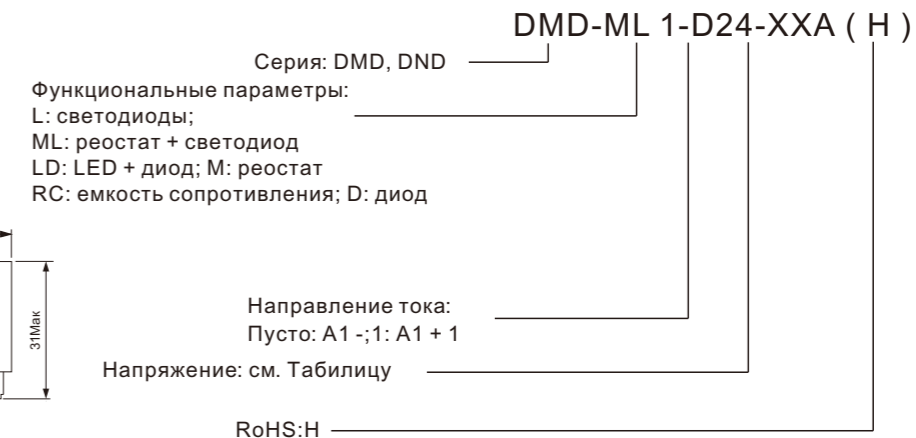 DMD-ML 1-D24-XXA ( H )
Серия: DMD, DND
Функциональные параметры:
L: светодиоды;
ML: реостат + светодиод
LD: LED + диод; M: реостат
RC: емкость сопротивления; D: диод
31Мак
Направление тока:
Пусто: A1 -;1: A1 + 1
Напряжение: см. Табилицу
RoHS:H